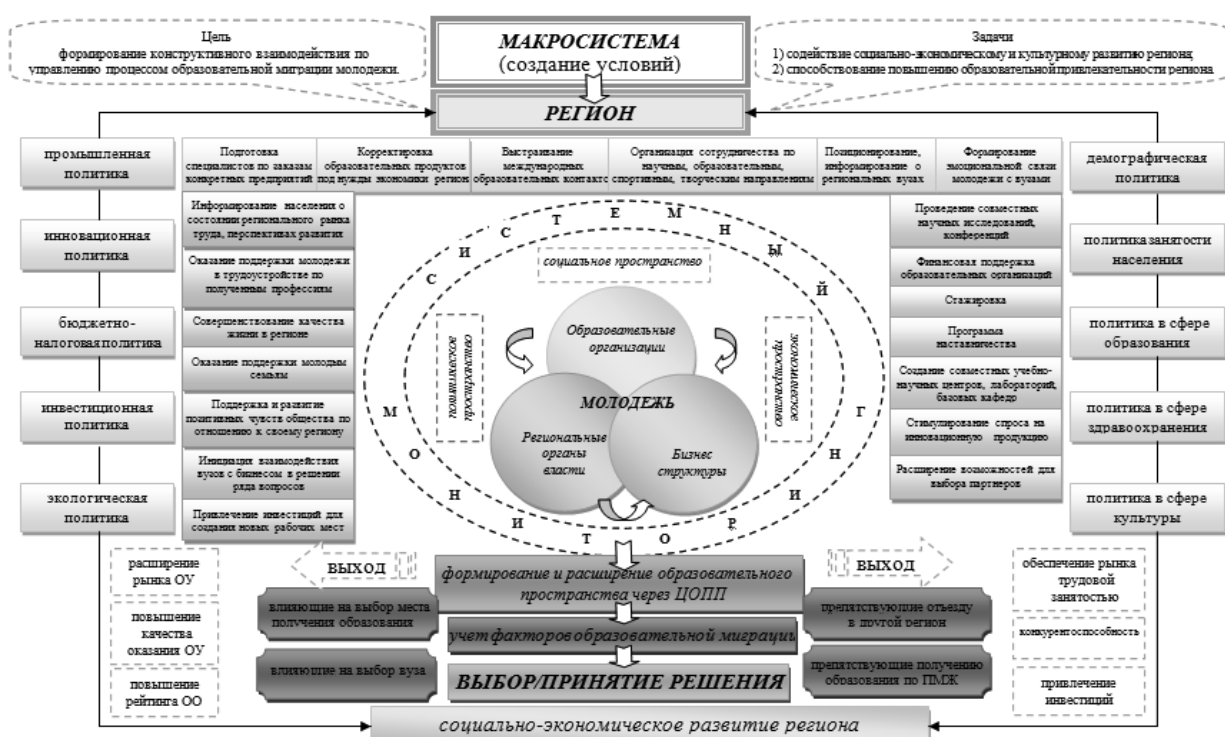 Цель
формирование конструктивного взаимодействия по
управлению процессом образовательной миграции молодежи.
МАКРОСИСТЕМА
(создание условий)
Задачи
1) содействие социально-экономическому и культурному развитию региона;
2) способствование повышению образовательной привлекательности региона
РЕГИОН
промышленная
политика
инновационная
политика
бюджетно-
налоговая политика
инвестиционная
политика
экологическая
политика
Подготовка
специалистов по заказам
конкретных предприятий
Корректировка
образовательных продуктов
под нужды экономики регион
Выстраивание
международных
образовательных контакто
Организация сотрудничества по
научным, образовательным,
спортивным, творческим направлениям
Позиционирование,
информирование о
региональных вузах
Формирование
эмоциональной связи
молодежи с вузами
демографическая
политика
политика занятости
населения
политика в сфере
образования
политика в сфере
здравоохранения
политика в сфере
культуры
Информирование населения о
состоянии регионального рынка
труда, перспективах развития
Оказание поддержки молодежи
в трудоустройстве по
полученным профессиям
Совершенствование качества
жизни в регионе
Оказание поддержки молодым
семьям
Поддержка и развитие
позитивных чувств общества по
отношению к своему региону
Инициация взаимодействия
вузов с бизнесом в решении
ряда вопросов
Привлечение инвестиций для
создания новых рабочих мест
СИСТЕМНЫЙ
МОНИТОРИНГ
социальное пространство
политическое
пространство
экономическое
пространство
Образовательные
организации
МОЛОДЕЖЬ
Региональные
органы
власти
Бизнес
структуры
Проведение совместных
научных исследований,
конференций
Финансовая поддержка
образовательных организаций
Стажировка
Программа
наставничества
Создание совместных учебно-
научных центров, лабораторий,
базовых кафедо
Стимулирование спроса на
инновационную продукцию
Расширение возможностей для
выбора партнеров
расширение
рынка ОУ
повышение
качества
оказания ОУ
повышение
рейтинга ОО
ВЫХОД
влияющие на выбор места
получения образования
влияющие на выбор вуза
формирование и расширение образовательного
пространства через ЦОПП
учет факторов образовательной миграции
ВЫБОР/ПРИНЯТИЕ РЕШЕНИЯ
ВЫХОД
препятствующие отъезду
в другой регион
препятствующие получению
образования по ПМЖ
обеспечение рынка
трудовой
занятостью
конкурентоспособность
привлечение
инвестиций
социально-экономическое развитие региона